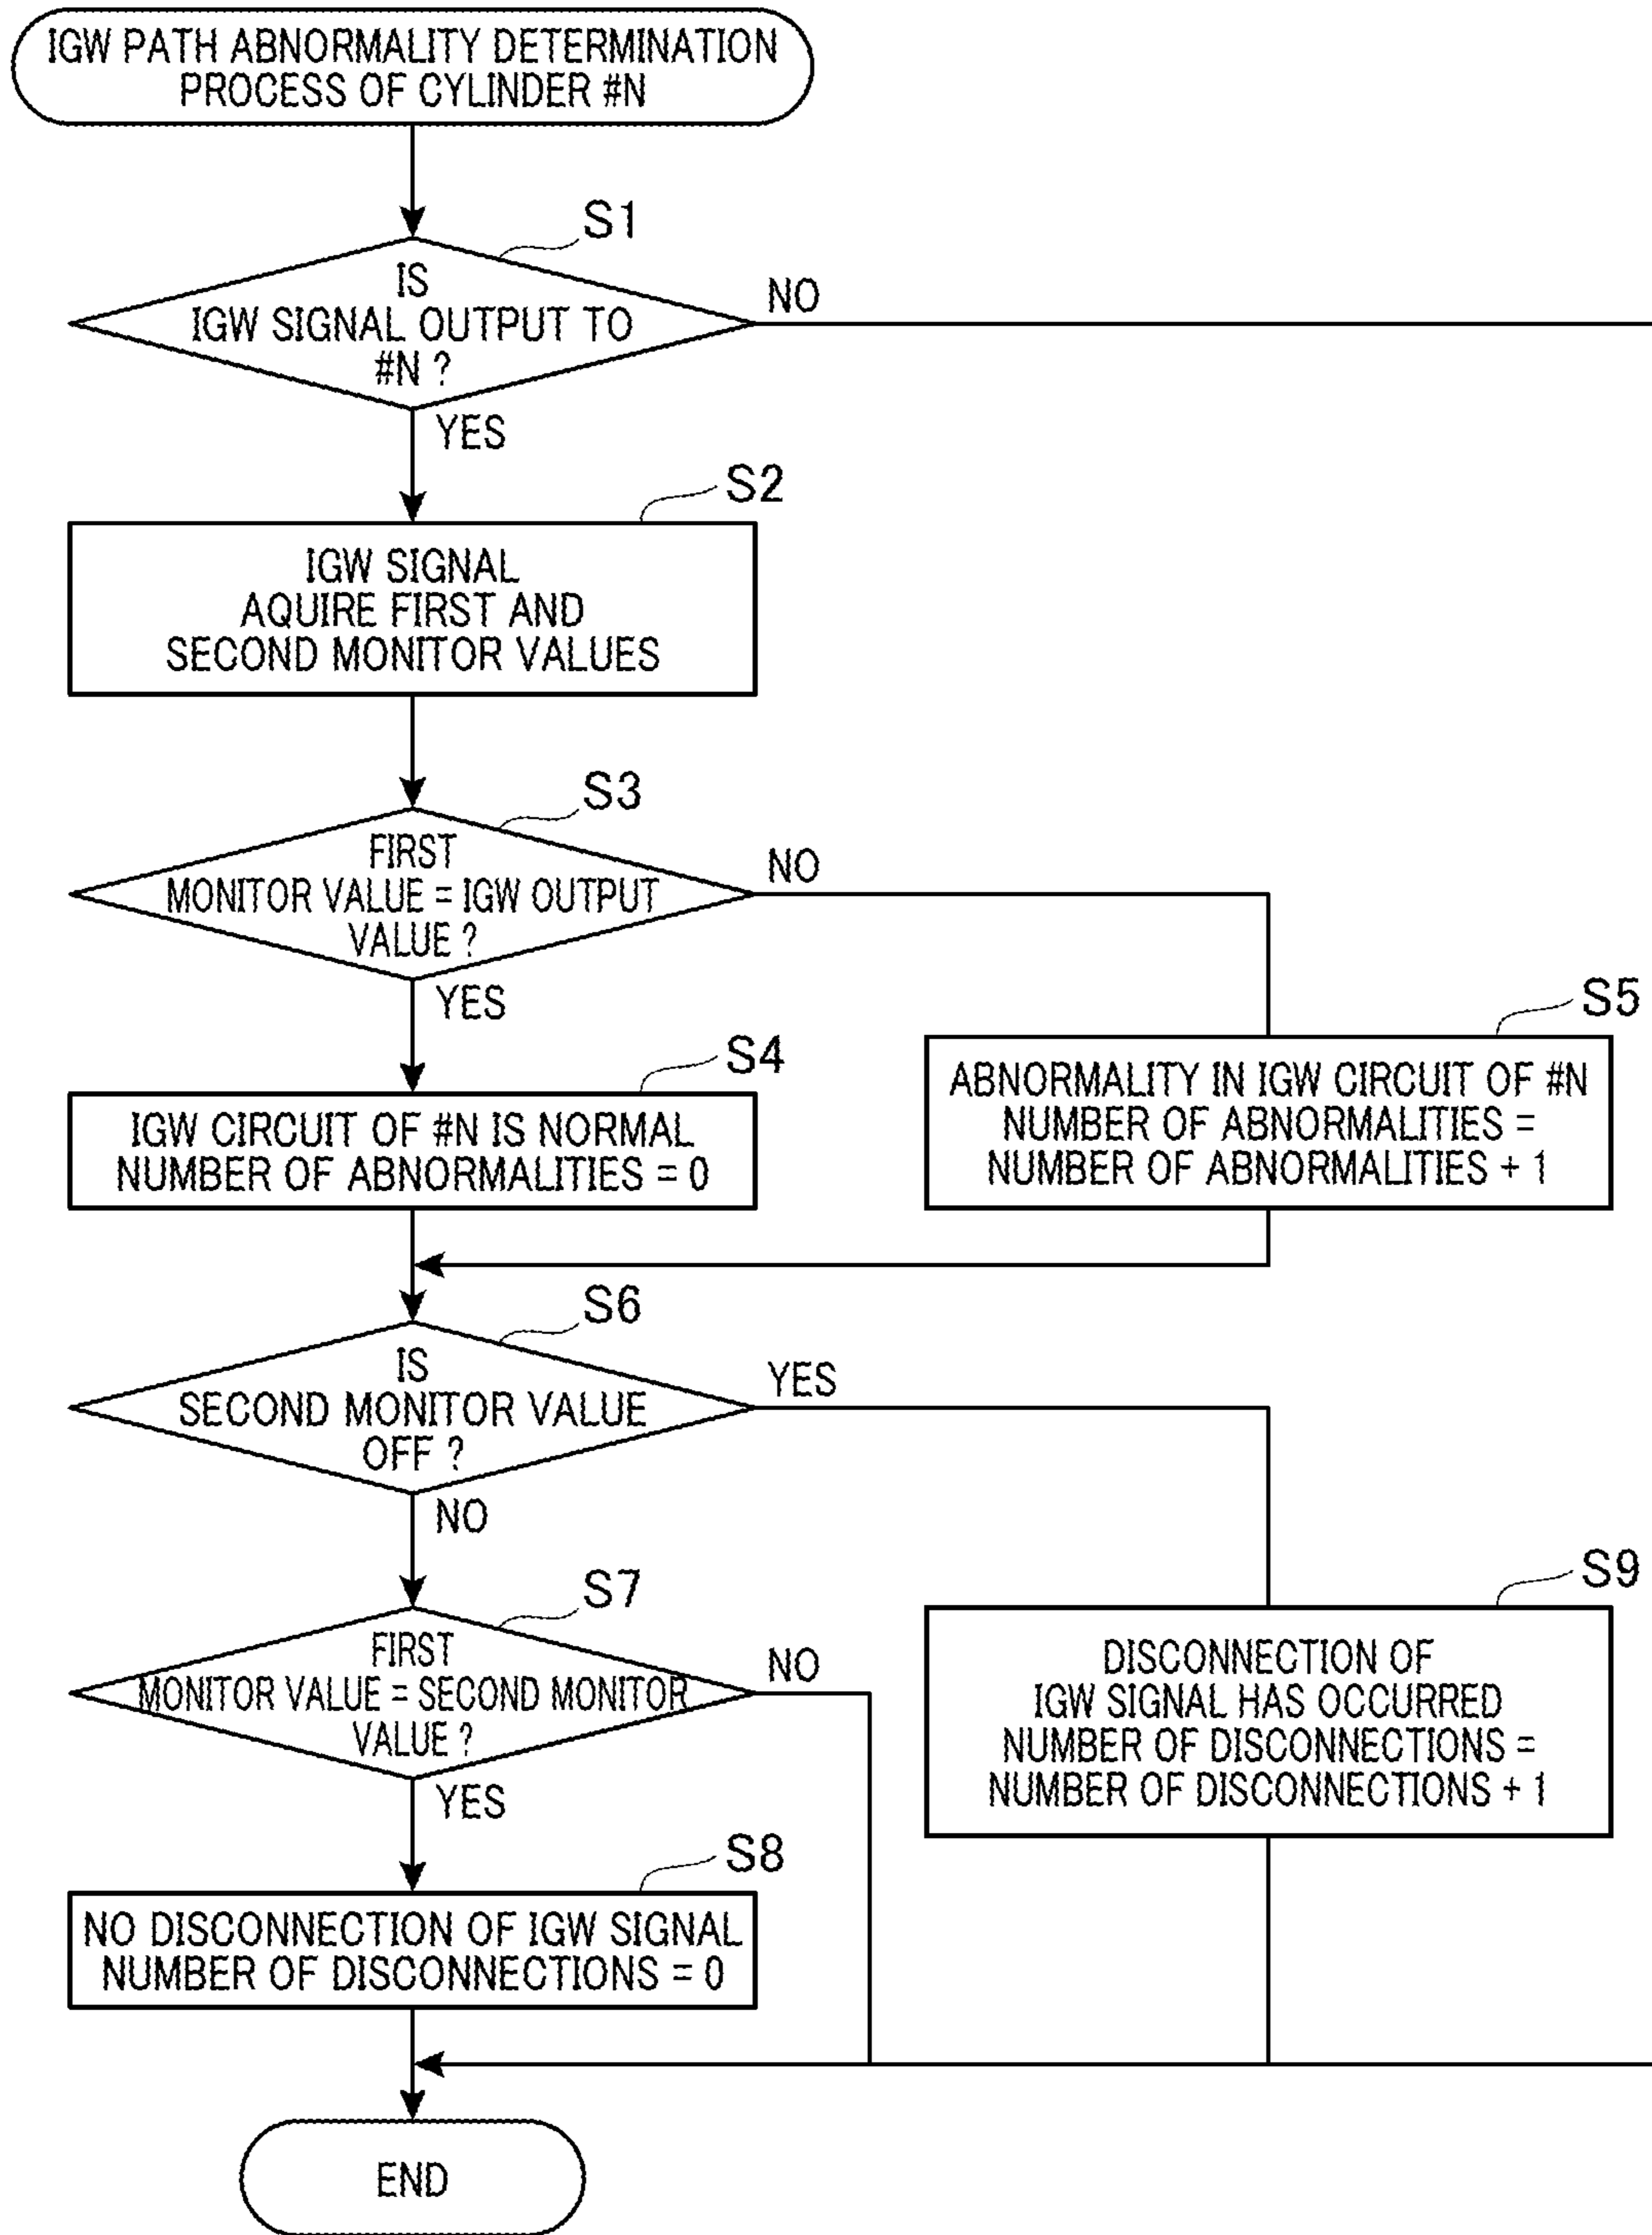 IGW PATH ABNORMALITY DETERMINATION
PROCESS OF CYLINDER #N
S1
IS
IGW SIGNAL OUTPUT TO
#N ?
NO
YES
S2
IGW SIGNAL
AQUIRE FIRST AND
SECOND MONITOR VALUES
S3
FIRST
MONITOR VALUE = IGW OUTPUT
VALUE ?
NO
YES
S4
IGW CIRCUIT OF #N IS NORMAL
NUMBER OF ABNORMALITIES = 0
S5
ABNORMALITY IN IGW CIRCUIT OF #N
NUMBER OF ABNORMALITIES =
NUMBER OF ABNORMALITIES + 1
S6
IS
SECOND MONITOR VALUE
OFF ?
YES
NO
S7
FIRST
MONITOR VALUE = SECOND MONITOR
VALUE ?
NO
YES
S8
NO DISCONNECTION OF IGW SIGNAL
NUMBER OF DISCONNECTIONS = 0
S9
DISCONNECTION OF
IGW SIGNAL HAS OCCURRED
NUMBER OF DISCONNECTIONS =
NUMBER OF DISCONNECTIONS + 1
END